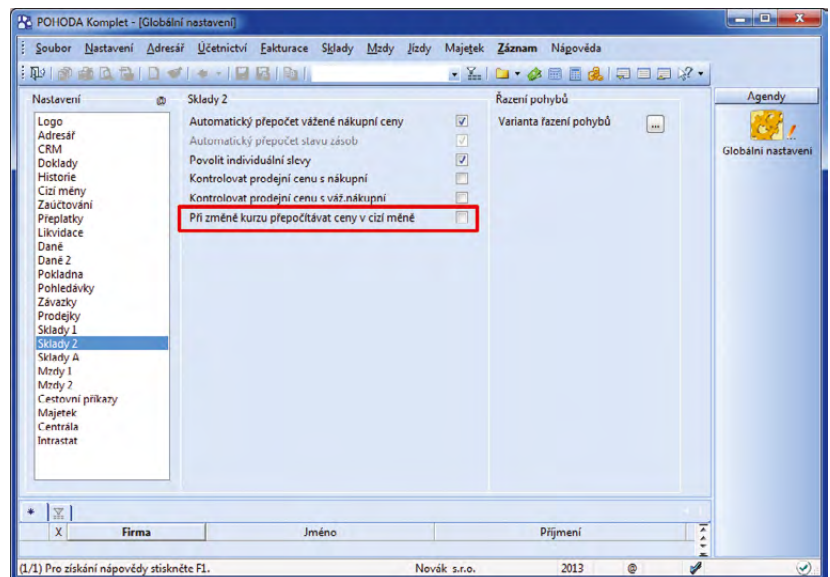 POHODA Komplet - [Globální nastavení]
Soubor Nastavení Adresář Účetnictví Fakturace Sklady Mzdy Jízdy Majetek Záznam Nápověda
Nastavení
Logo
Adresář
CRM
Doklady
Historie
Cizí měny
Zaúčtování
Přeplatky
Likvidace
Daně
Daně 2
Pokladna
Pohledávky
Závazky
Prodejky
Sklady 1
Sklady 2
Sklady A
Mzdy 1
Mzdy 2
Cestovní příkazy
Majetek
Centrála
Intrastat
Sklady 2
Automatický přepočet vážené nákupní ceny
Automatický přepočet stavu zásob
Povolit individuální slevy
Kontrolovat prodejní cenu s nákupní
Kontrolovat prodejní cenu s váž.nákupní
Při změně kurzu přepočítávat ceny v cizí měně
Řazení pohybů
Varianta řazení pohybů ...
Agendy
Globální nastavení
* 
X Firma Jméno Příjmení
(1/1) Pro získání nápovědy stiskněte F1. Novák s.r.o. 2013 @